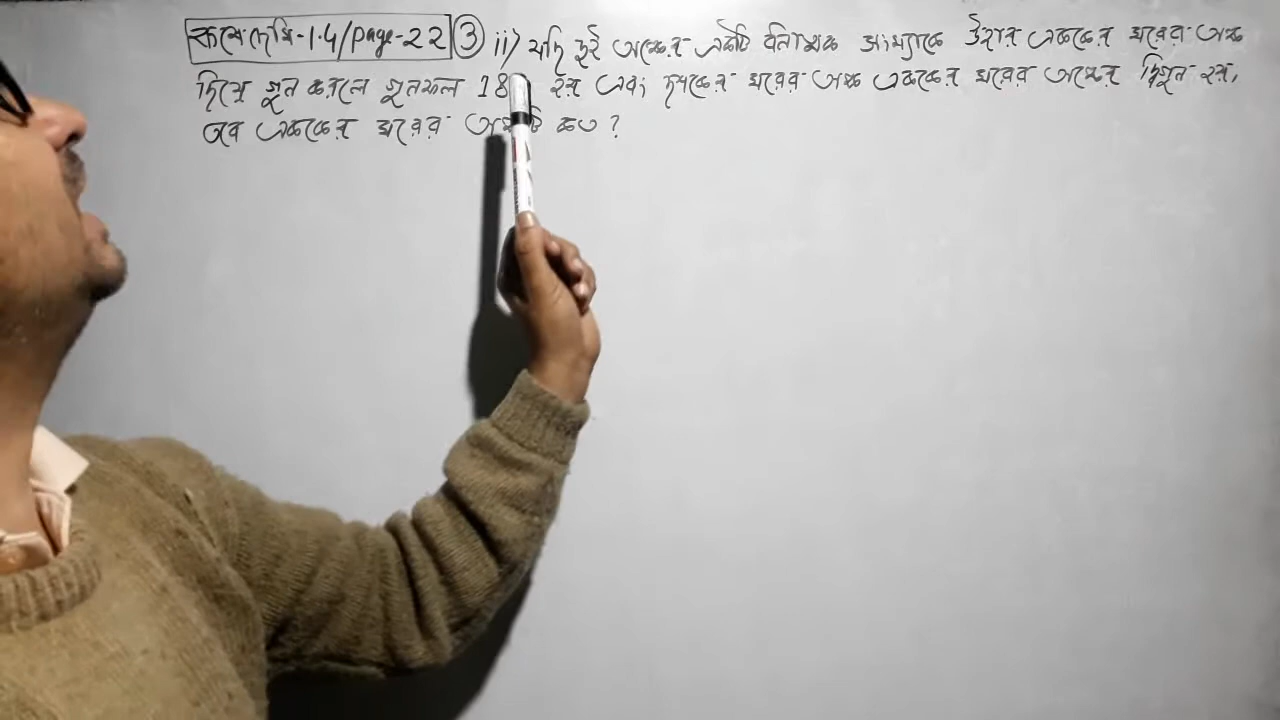 কষে দেখি-1.4/page-22 ③ ii) যদি দুই অঙ্কের একটি ধনাত্মক সংখ্যাকে উহার এককের ঘরের অঙ্ক
দিয়ে গুন করলে গুনফল 18 হয় এবং দশকের ঘরের অঙ্ক এককের ঘরের অঙ্কের দ্বিগুন হয়,
তবে এককের ঘরের কত ?